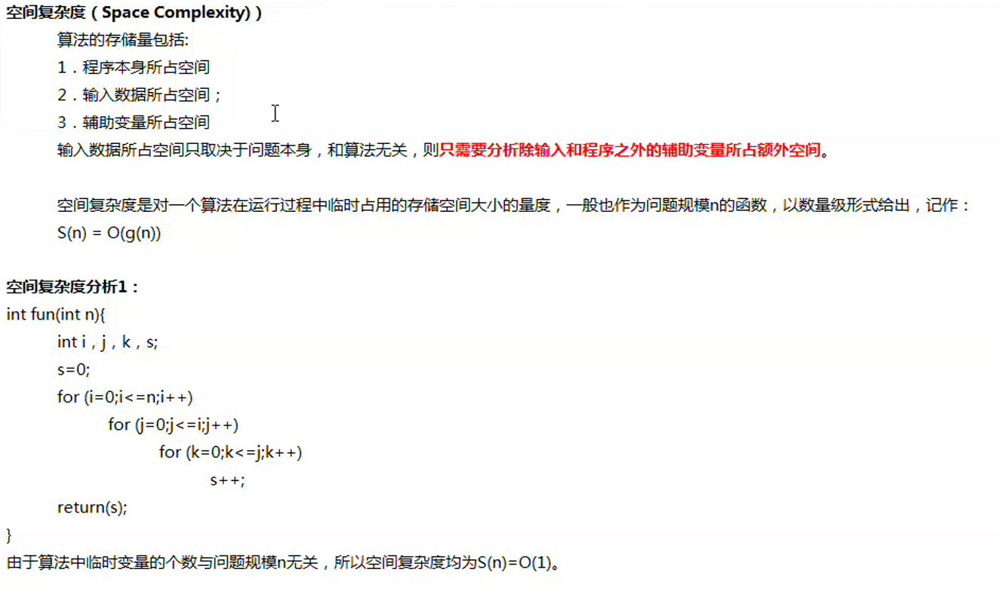 空间复杂度（Space Complexity)）
算法的存储量包括:
1．程序本身所占空间
2．输入数据所占空间；
3．辅助变量所占空间
输入数据所占空间只取决于问题本身，和算法无关，则只需要分析除输入和程序之外的辅助变量所占额外空间。
空间复杂度是对一个算法在运行过程中临时占用的存储空间大小的量度，一般也作为问题规模n的函数，以数量级形式给出，记作：
S(n) = O(g(n))
空间复杂度分析1：
int fun(int n){
int i，j，k，s;
s=0;
for (i=0;i<=n;i++)
for (j=0;j<=i;j++)
for (k=0;k<=j;k++)
s++;
return(s);
}
由于算法中临时变量的个数与问题规模n无关，所以空间复杂度均为S(n)=O(1)。